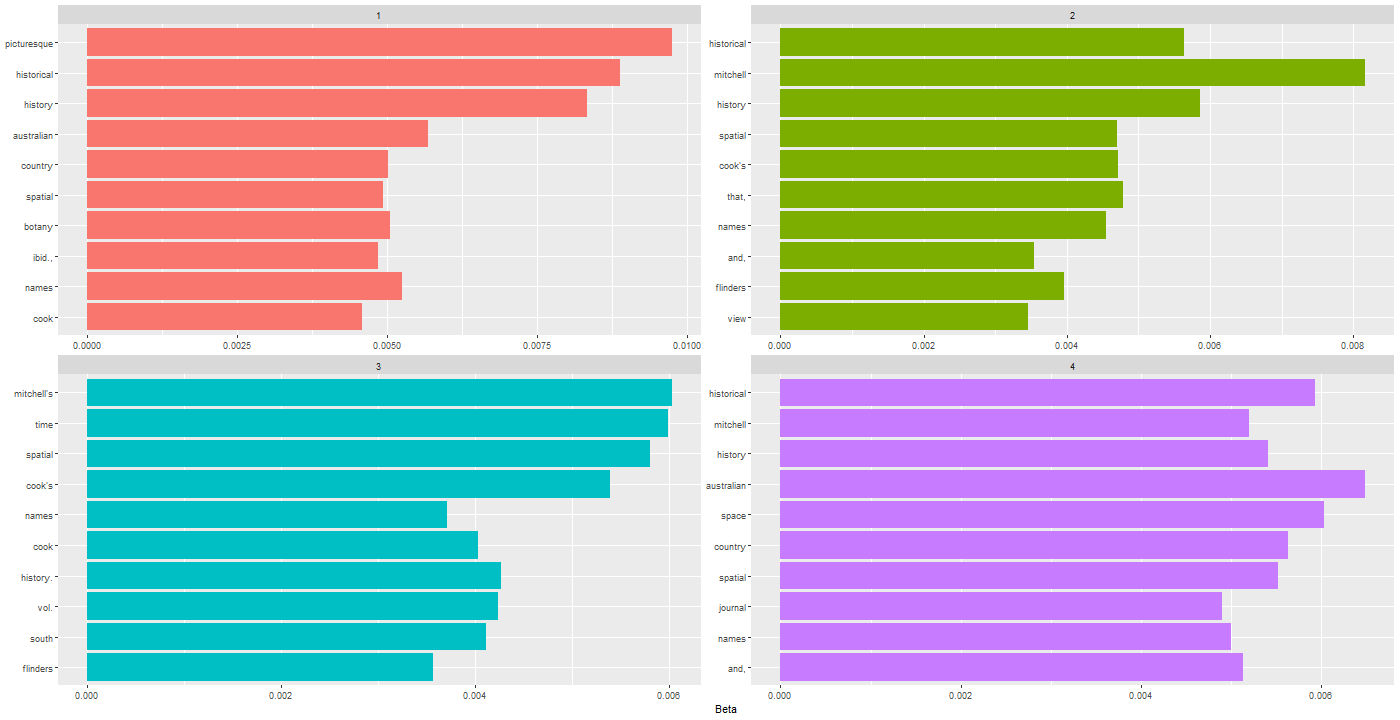 1
picturesque
historical
history
australian
country
spatial
botany
ibid.,
names
cook
0.0000 0.0025 0.0050 0.0075 0.0100
2
historical
mitchell
history
spatial
cook's
that,
names
and,
flinders
view
0.000 0.002 0.004 0.006 0.008
3
mitchell's
time
spatial
cook's
names
cook
history.
vol.
south
flinders
0.000 0.002 0.004 0.006
4
historical
mitchell
history
australian
space
country
spatial
journal
names
and,
0.000 0.002 0.004 0.006
Beta